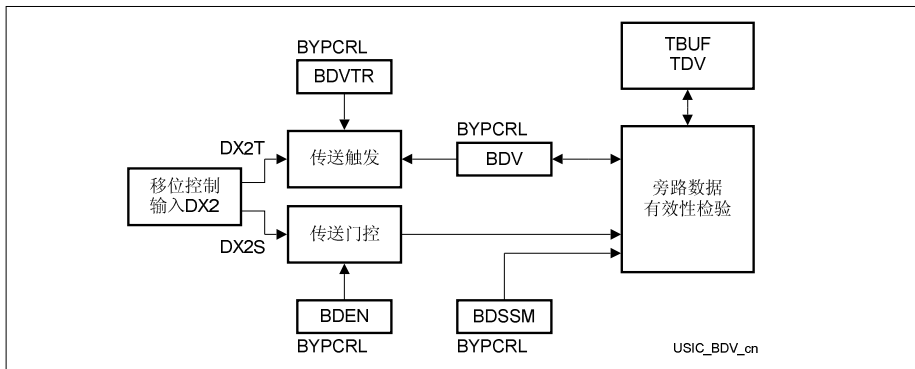 BYPCRL
BDVTR
TBUF
TDV
DX2T
传送触发
BYPCRL
BDV
移位控制
输入DX2
旁路数据
有效性检验
DX2S
传送门控
BDEN
BYPCRL
BDSSM
BYPCRL
USIC_BDV_cn